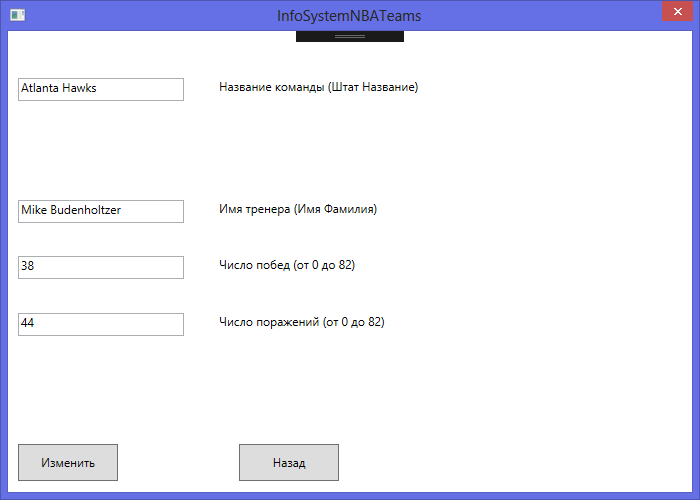 InfoSystemNBATeams
Atlanta Hawks Название команды (Штат Название)
Mike Budenholtzer Имя тренера (Имя Фамилия)
38 Число побед (от 0 до 82)
44 Число поражений (от 0 до 82)
Изменить Назад